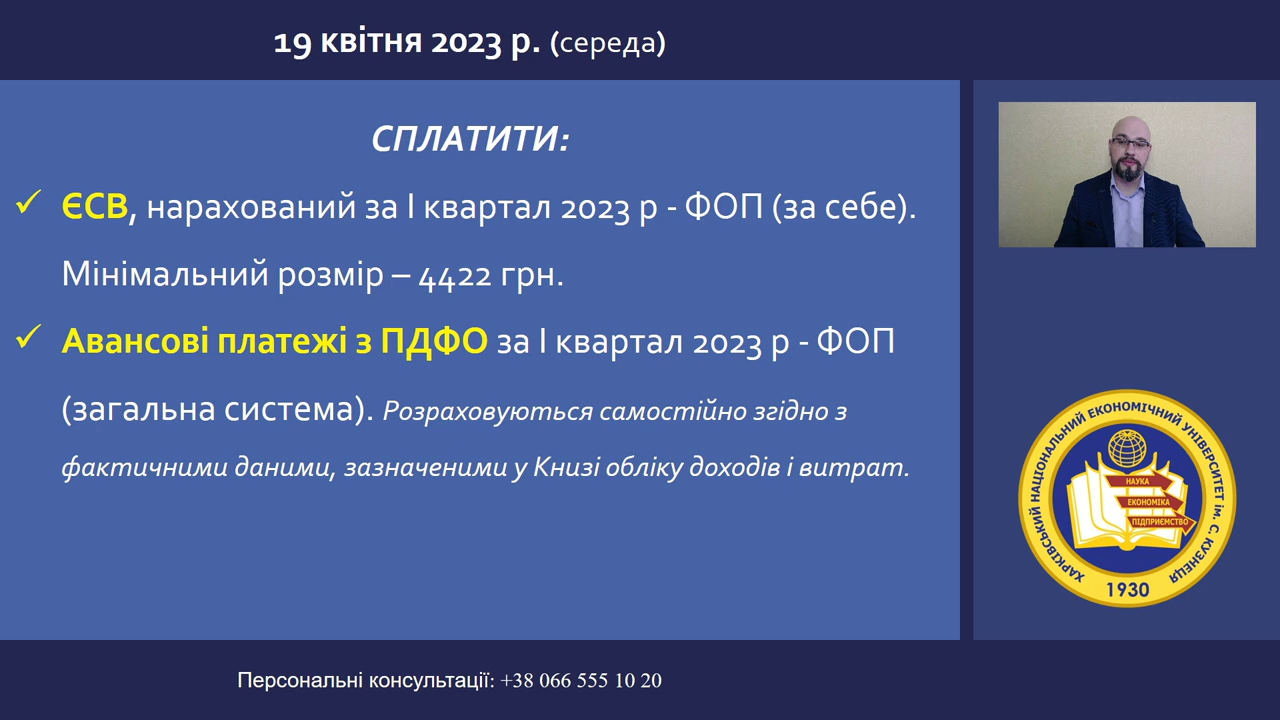 19 квітня 2023 р. (середа)
СПЛАТИТИ:
✓ ЄСВ, нарахований за І квартал 2023 р - ФОП (за себе).
Мінімальний розмір – 4422 грн.
✓ Авансові платежі з ПДФО за І квартал 2023 р - ФОП
(загальна система). Розраховуються самостійно згідно з
фактичними даними, зазначеними у Книзі обліку доходів і витрат.
ХАРКІВСЬКИЙ НАЦІОНАЛЬНИЙ ЕКОНОМІЧНИЙ УНІВЕРСИТЕТ ім. С. КУЗНЕЦЯ
НАУКА
ЕКОНОМІКА
ПІДПРИЄМСТВО
1930
Персональні консультації: +38 066 555 10 20